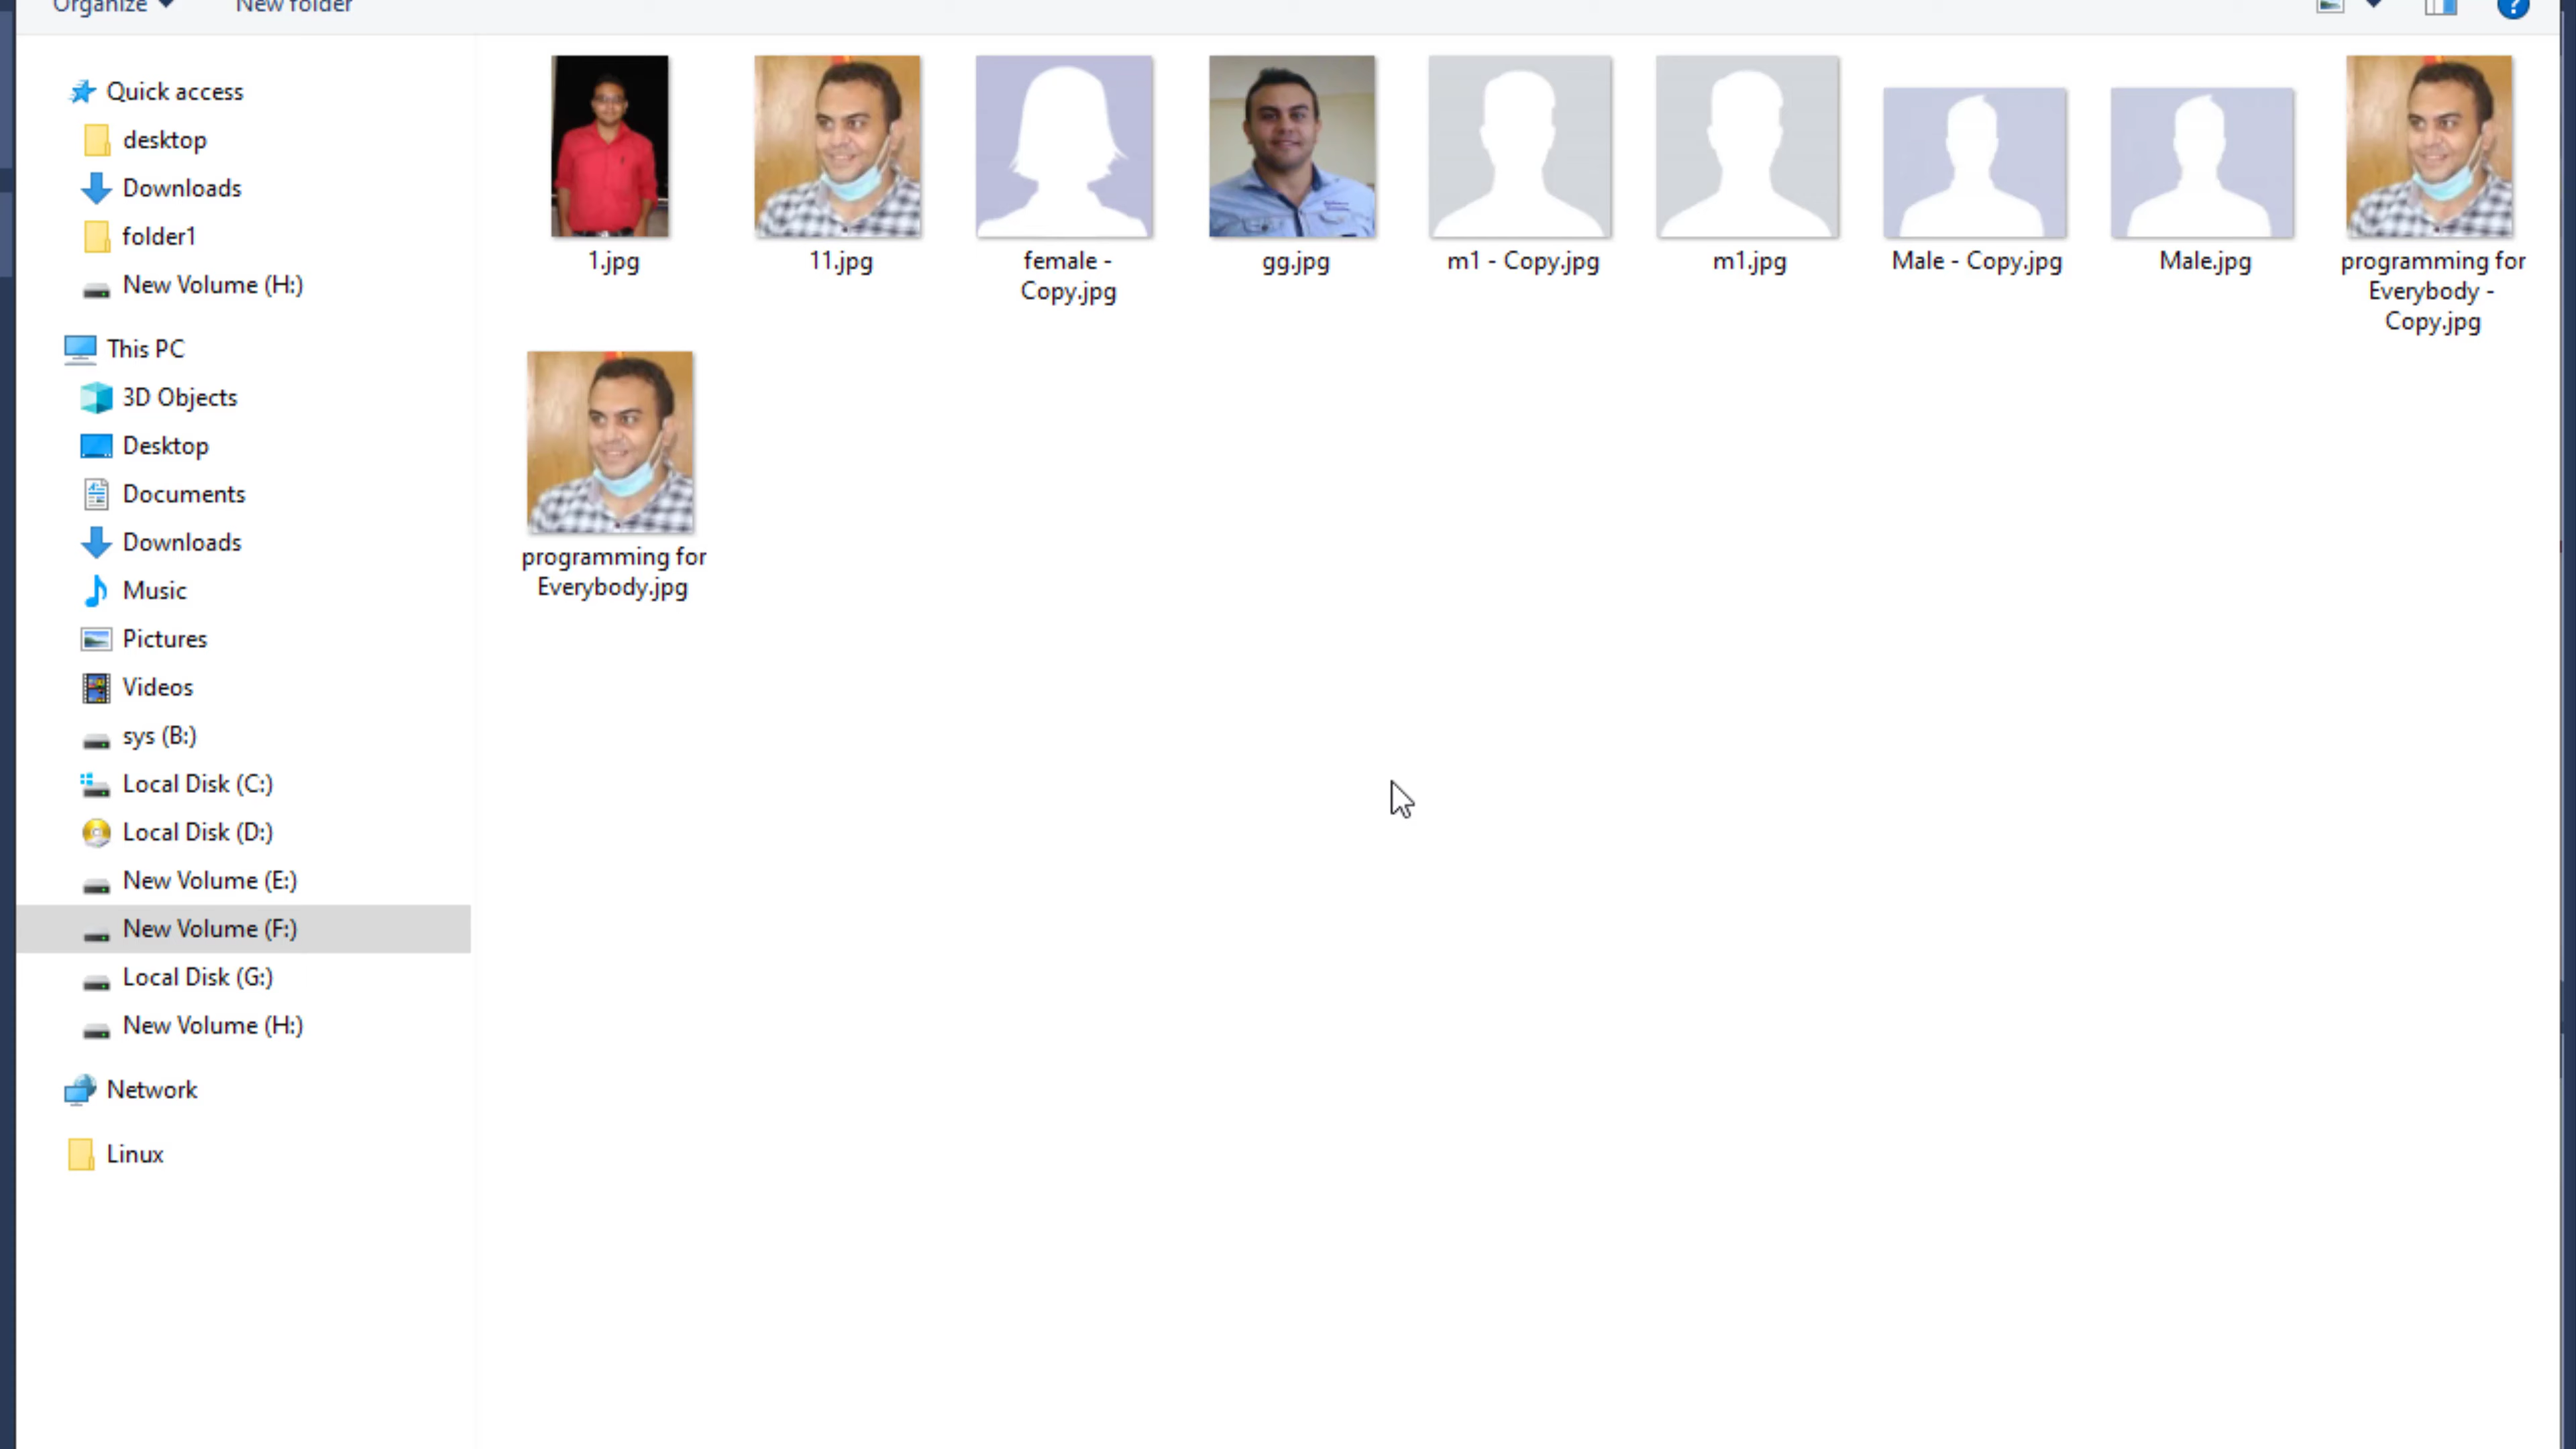 Organize
New folder
Quick access
desktop
Downloads
folder1
New Volume (H:)
This PC
3D Objects
Desktop
Documents
Downloads
Music
Pictures
Videos
sys (B:)
Local Disk (C:)
Local Disk (D:)
New Volume (E:)
New Volume (F:)
Local Disk (G:)
New Volume (H:)
Network
Linux
1.jpg
11.jpg
female -
Copy.jpg
gg.jpg
m1 - Copy.jpg
m1.jpg
Male - Copy.jpg
Male.jpg
programming for
Everybody -
Copy.jpg
programming for
Everybody.jpg